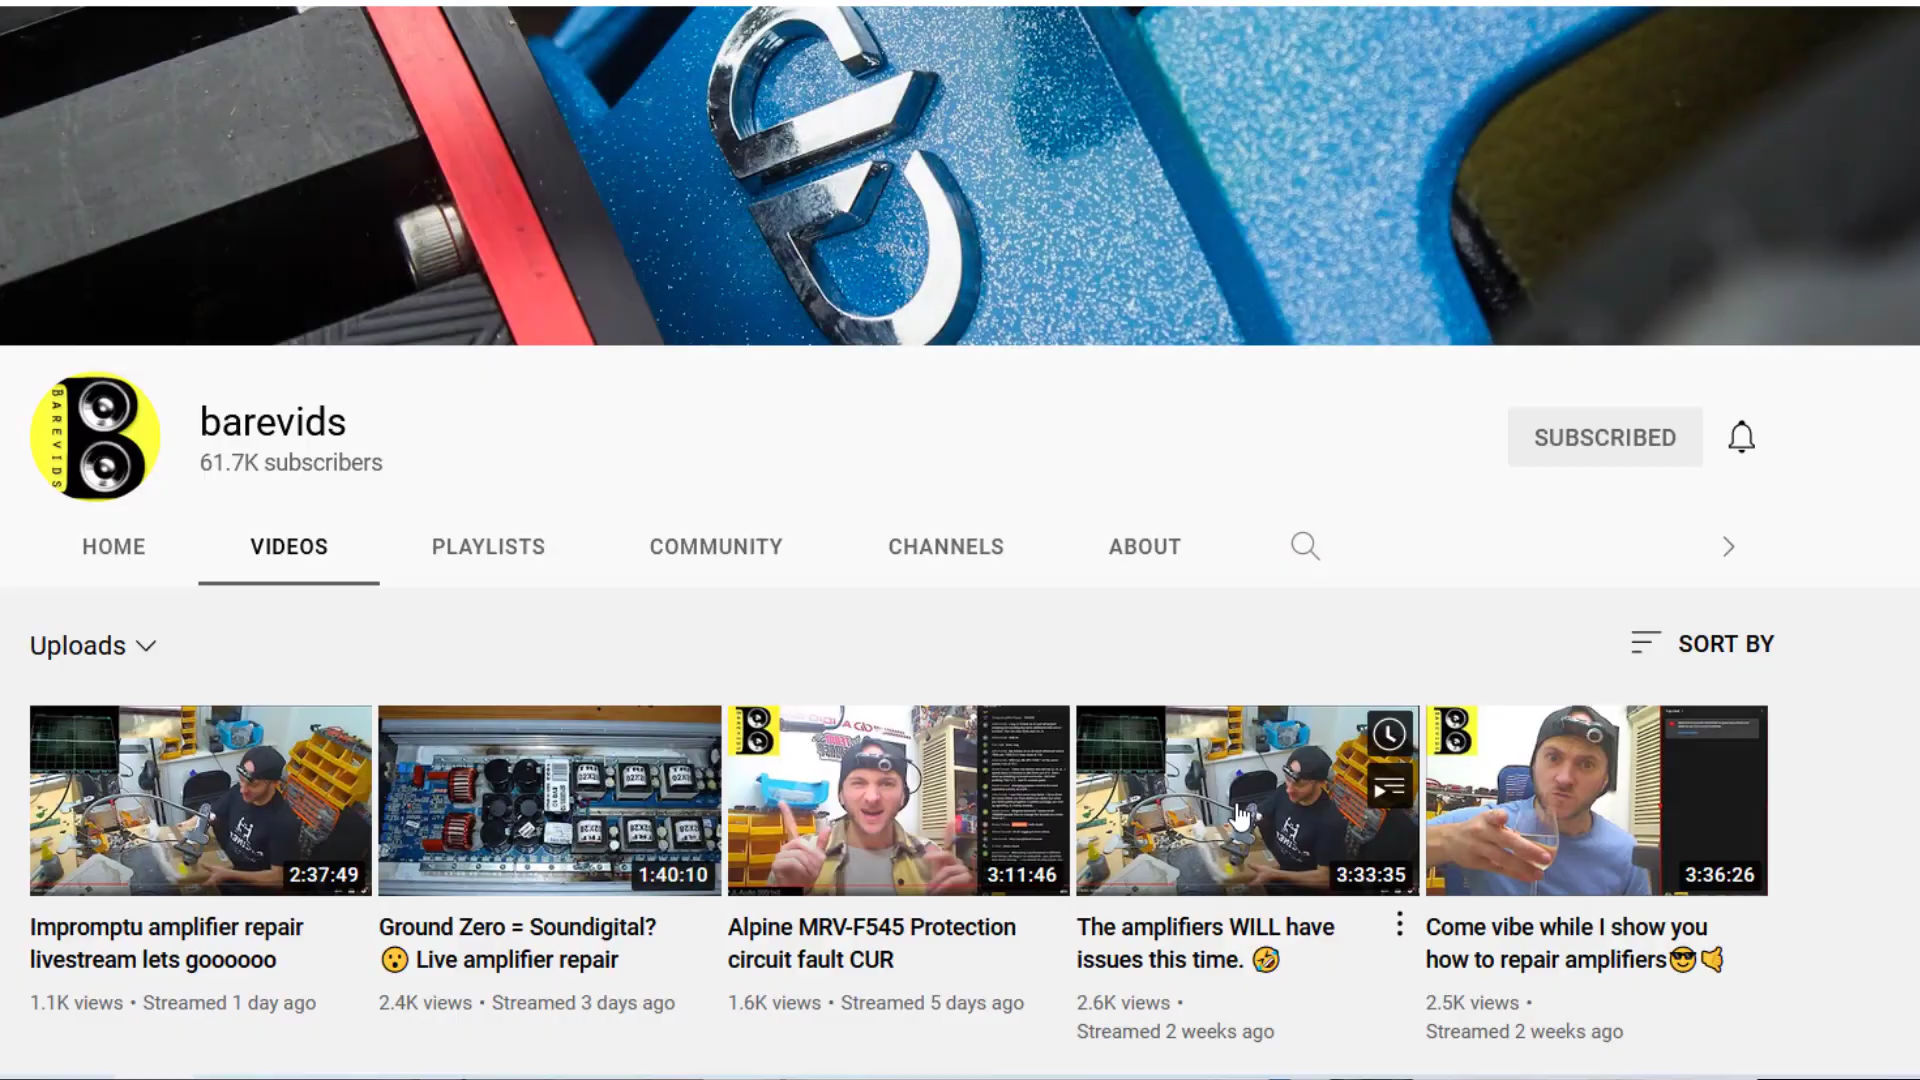 BAREVIDS
barevids
61.7K subscribers
SUBSCRIBED
HOME
VIDEOS
PLAYLISTS
COMMUNITY
CHANNELS
ABOUT
Uploads
SORT BY
2:37:49
1:40:10
3:11:46
3:33:35
3:36:26
Impromptu amplifier repair
livestream lets goooooo
1.1K views • Streamed 1 day ago
Ground Zero = Soundigital?
😮 Live amplifier repair
2.4K views • Streamed 3 days ago
Alpine MRV-F545 Protection
circuit fault CUR
1.6K views • Streamed 5 days ago
The amplifiers WILL have
issues this time. 🤣
2.6K views •
Streamed 2 weeks ago
Come vibe while I show you
how to repair amplifiers😎🤙
2.5K views •
Streamed 2 weeks ago